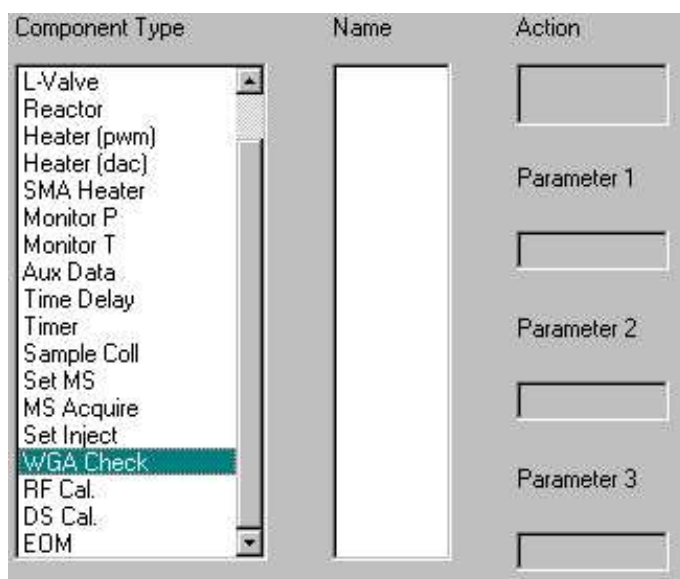 Component Type
Name
Action
L-Valve
Reactor
Heater (pwm)
Heater (dac)
SMA Heater
Monitor P
Monitor T
Aux Data
Time Delay
Timer
Sample Coll
Set MS
MS Acquire
Set Inject
WGA Check
RF Cal.
DS Cal.
EOM
Parameter 1
Parameter 2
Parameter 3